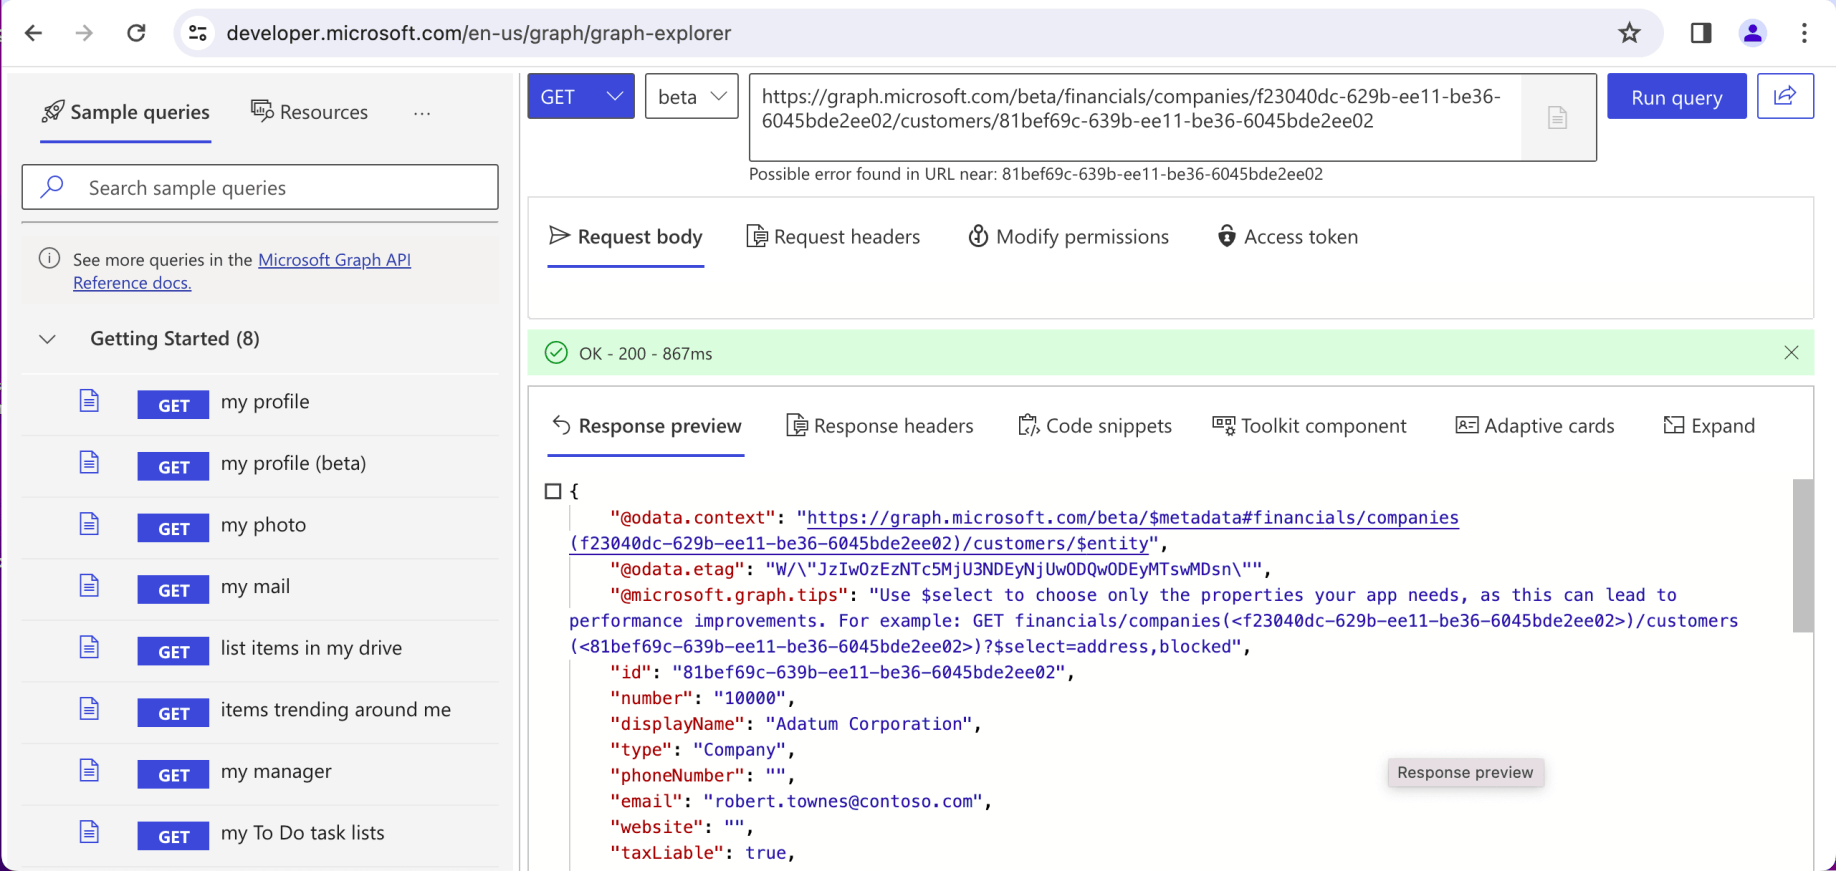 developer.microsoft.com/en-us/graph/graph-explorer
Sample queries
Resources
...
Search sample queries
See more queries in the Microsoft Graph API
Reference docs.
Getting Started (8)
GET my profile
GET my profile (beta)
GET my photo
GET my mail
GET list items in my drive
GET items trending around me
GET my manager
GET my To Do task lists
GET
beta
https://graph.microsoft.com/beta/financials/companies/f23040dc-629b-ee11-be36-
6045bde2ee02/customers/81bef69c-639b-ee11-be36-6045bde2ee02
Run query
Possible error found in URL near: 81bef69c-639b-ee11-be36-6045bde2ee02
Request body
Request headers
Modify permissions
Access token
OK - 200 - 867ms
Response preview
Response headers
Code snippets
Toolkit component
Adaptive cards
Expand
{
"@odata.context": "https://graph.microsoft.com/beta/$metadata#financials/companies
(f23040dc-629b-ee11-be36-6045bde2ee02)/customers/$entity",
"@odata.etag": "W/\"JzIwOzEzNTc5MjU3NDEyNjUwODQwODEyMTswMDsn\"",
"@microsoft.graph.tips": "Use $select to choose only the properties your app needs, as this can lead to
performance improvements. For example: GET financials/companies(<f23040dc-629b-ee11-be36-6045bde2ee02>)/customers
(<81bef69c-639b-ee11-be36-6045bde2ee02>)?$select=address,blocked",
"id": "81bef69c-639b-ee11-be36-6045bde2ee02",
"number": "10000",
"displayName": "Adatum Corporation",
"type": "Company",
"phoneNumber": "",
Response preview
"email": "robert.townes@contoso.com",
"website": "",
"taxLiable": true,